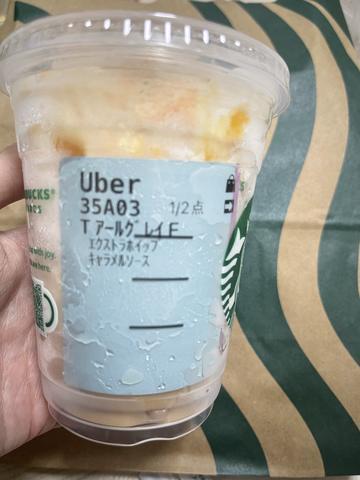 Uber
35A03 1/2点
T アールグレイF
エクストラホイップ
キャラメルソース